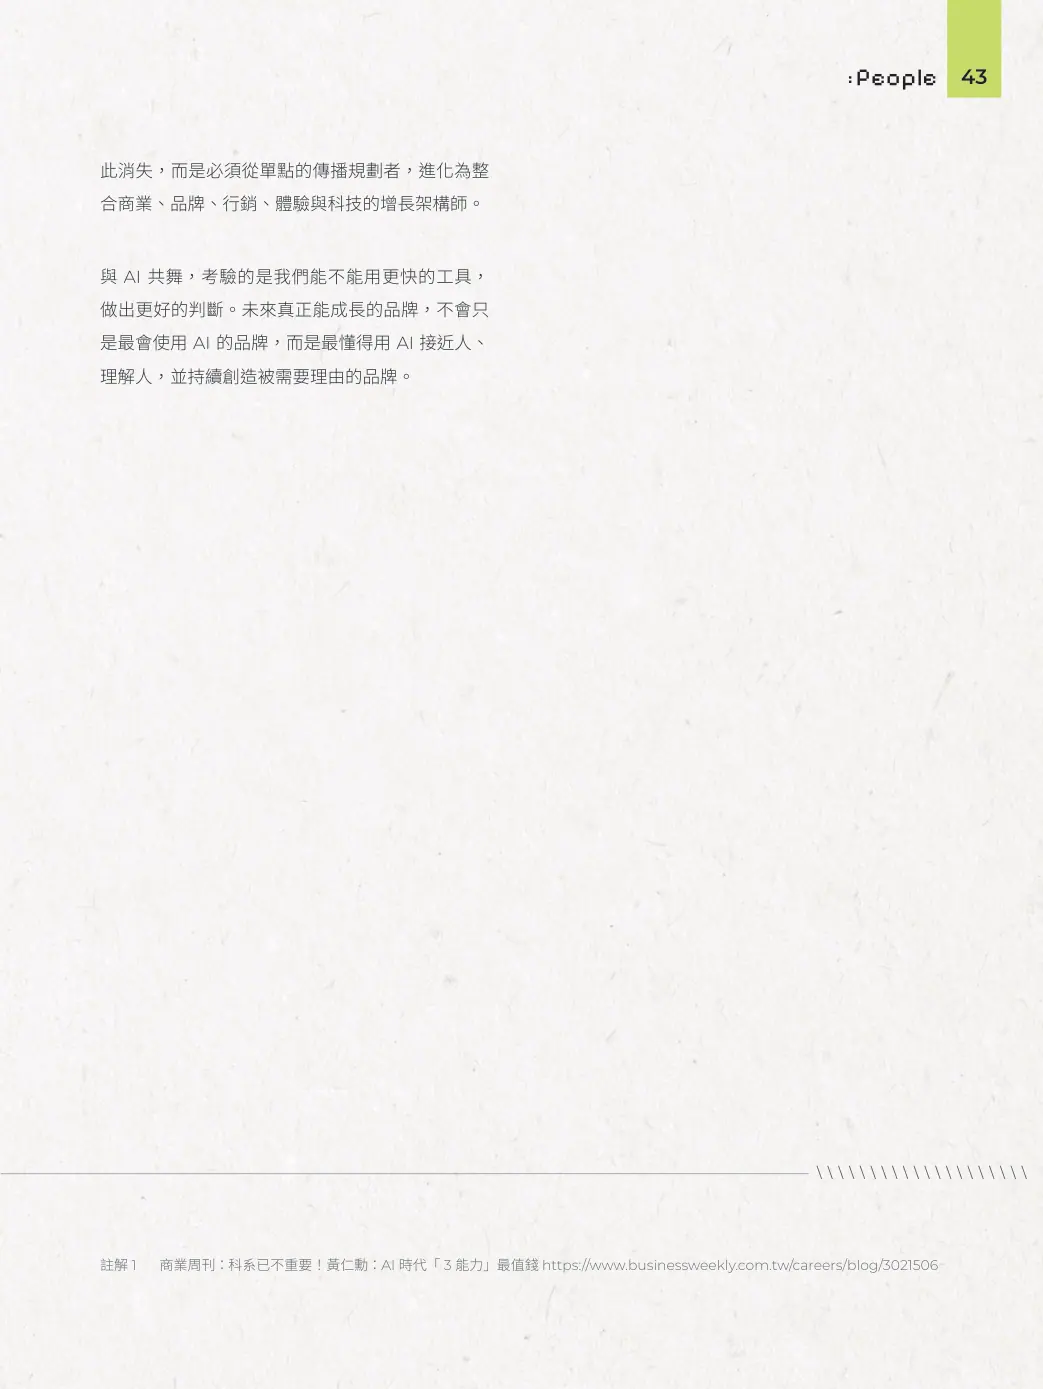 :People 43
此消失，而是必須從單點的傳播規劃者，進化為整
合商業、品牌、行銷、體驗與科技的增長架構師。
與 AI 共舞，考驗的是我們能不能用更快的工具，
做出更好的判斷。未來真正能成長的品牌，不會只
是最會使用 AI 的品牌，而是最懂得用 AI 接近人、
理解人，並持續創造被需要理由的品牌。
註解 1 商業周刊：科系已不重要！黃仁勳：AI 時代「 3 能力」最值錢 https://www.businessweekly.com.tw/careers/blog/3021506